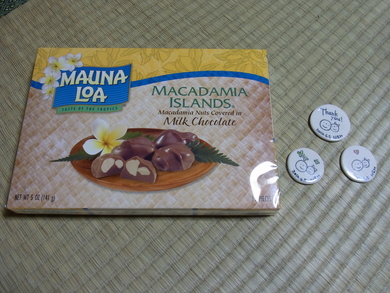 MAUNA
LOA
TASTE OF THE TROPICS
MACADAMIA
ISLANDS
Macadamia Nuts Covered in
Milk Chocolate
NET WT 5 OZ (141g)
Thank
you!